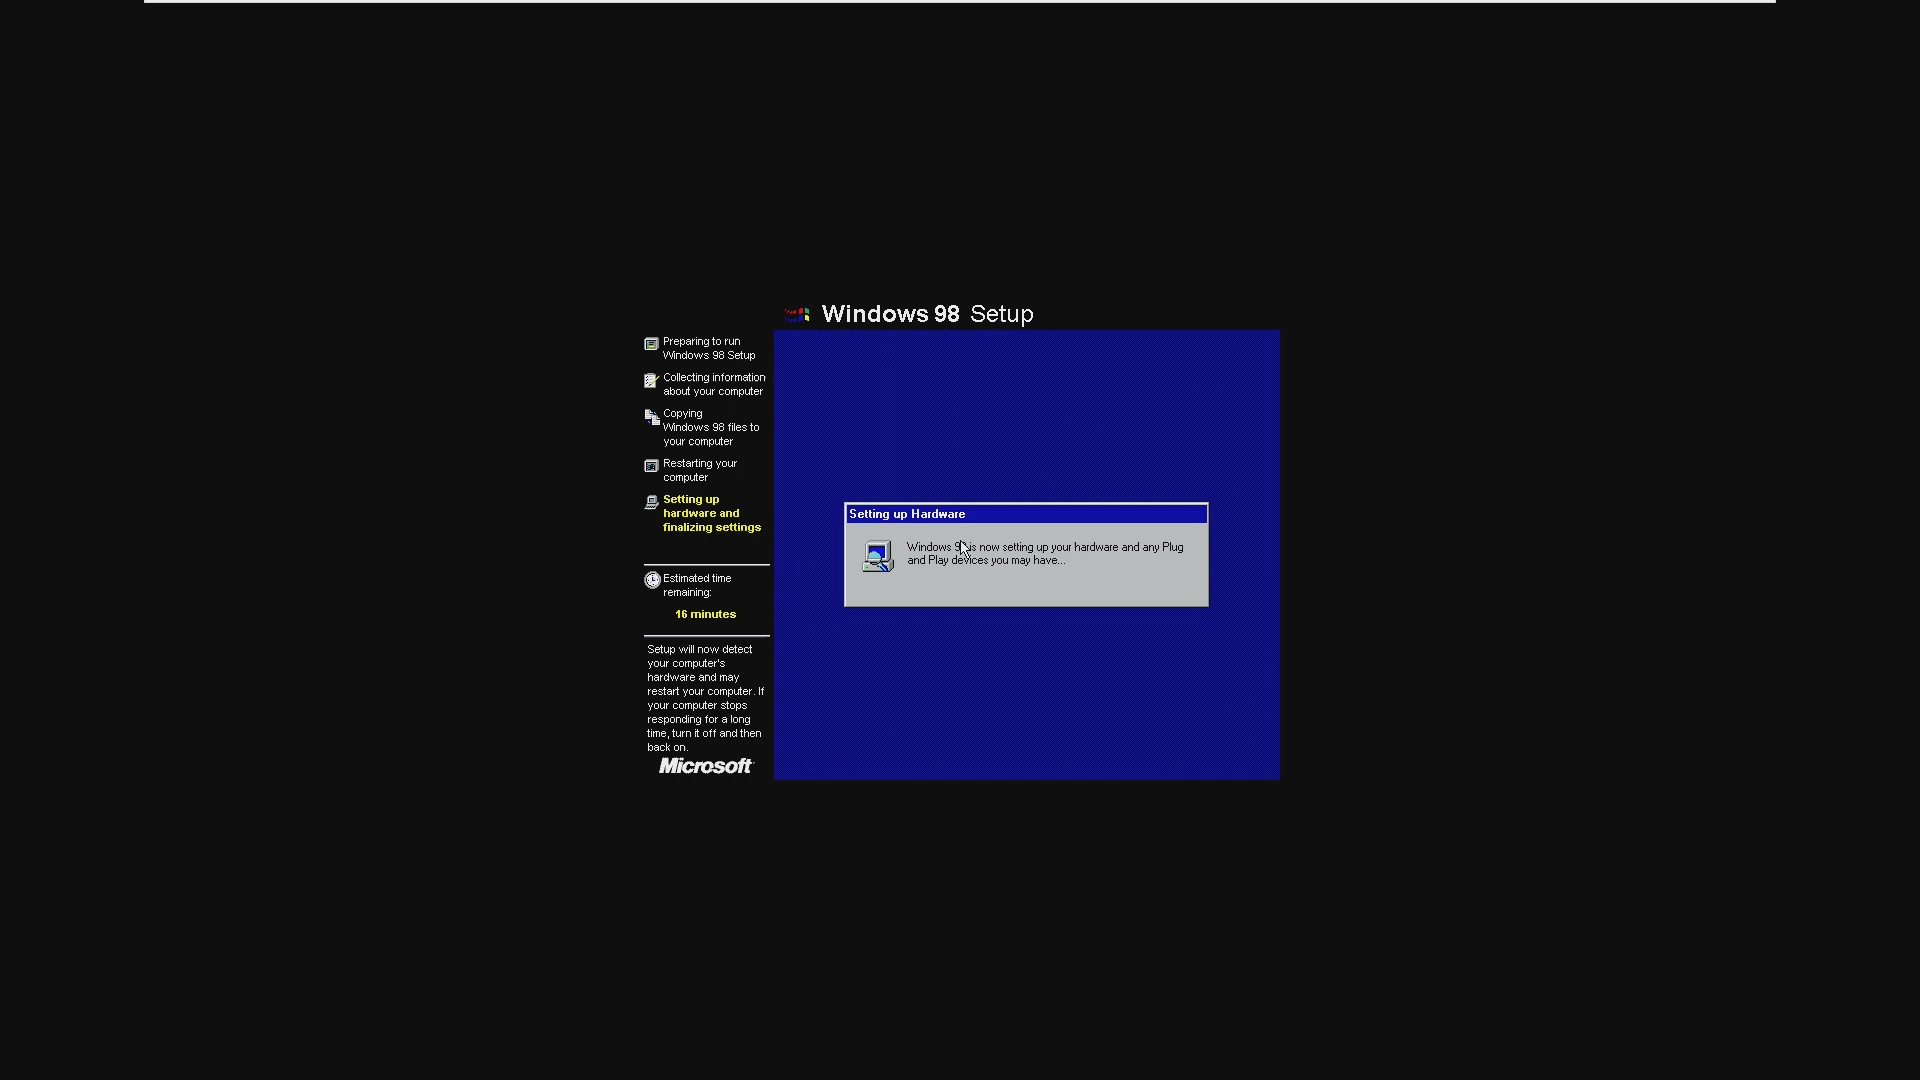 Windows 98 Setup
Preparing to run
Windows 98 Setup
Collecting information
about your computer
Copying
Windows 98 files to
your computer
Restarting your
computer
Setting up
hardware and
finalizing settings
Estimated time
remaining:
16 minutes
Setup will now detect
your computer's
hardware and may
restart your computer. If
your computer stops
responding for a long
time, turn it off and then
back on.
Microsoft
Setting up Hardware
Windows 98 is now setting up your hardware and any Plug
and Play devices you may have...